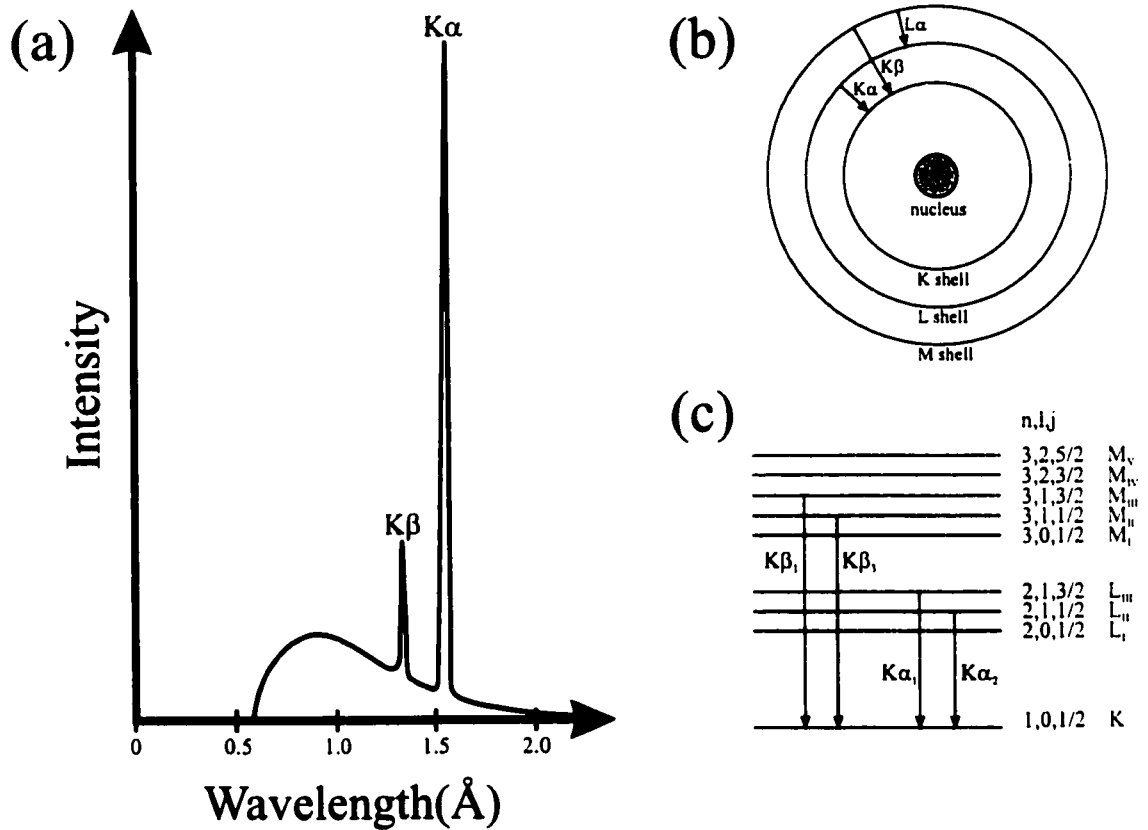 (a)
Kα
Kβ
Intensity
0
0.5
1.0
1.5
2.0
Wavelength(Å)
(b)
Lα
Kβ
Kα
nucleus
K shell
L shell
M shell
(c)
n,l,j
3,2,5/2 M_V
3,2,3/2 M_IV
3,1,3/2 M_III
3,1,1/2 M_II
3,0,1/2 M_I
Kβ₁ Kβ₃
2,1,3/2 L_III
2,1,1/2 L_II
2,0,1/2 L_I
Kα₁ Kα₂
1,0,1/2 K